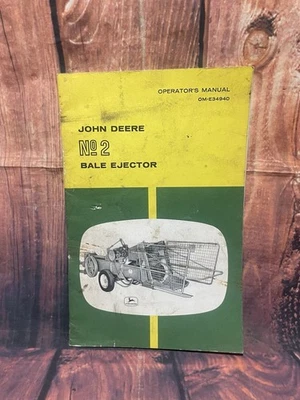 OPERATOR'S MANUAL
OM-E34940
JOHN DEERE
Nº 2
BALE EJECTOR